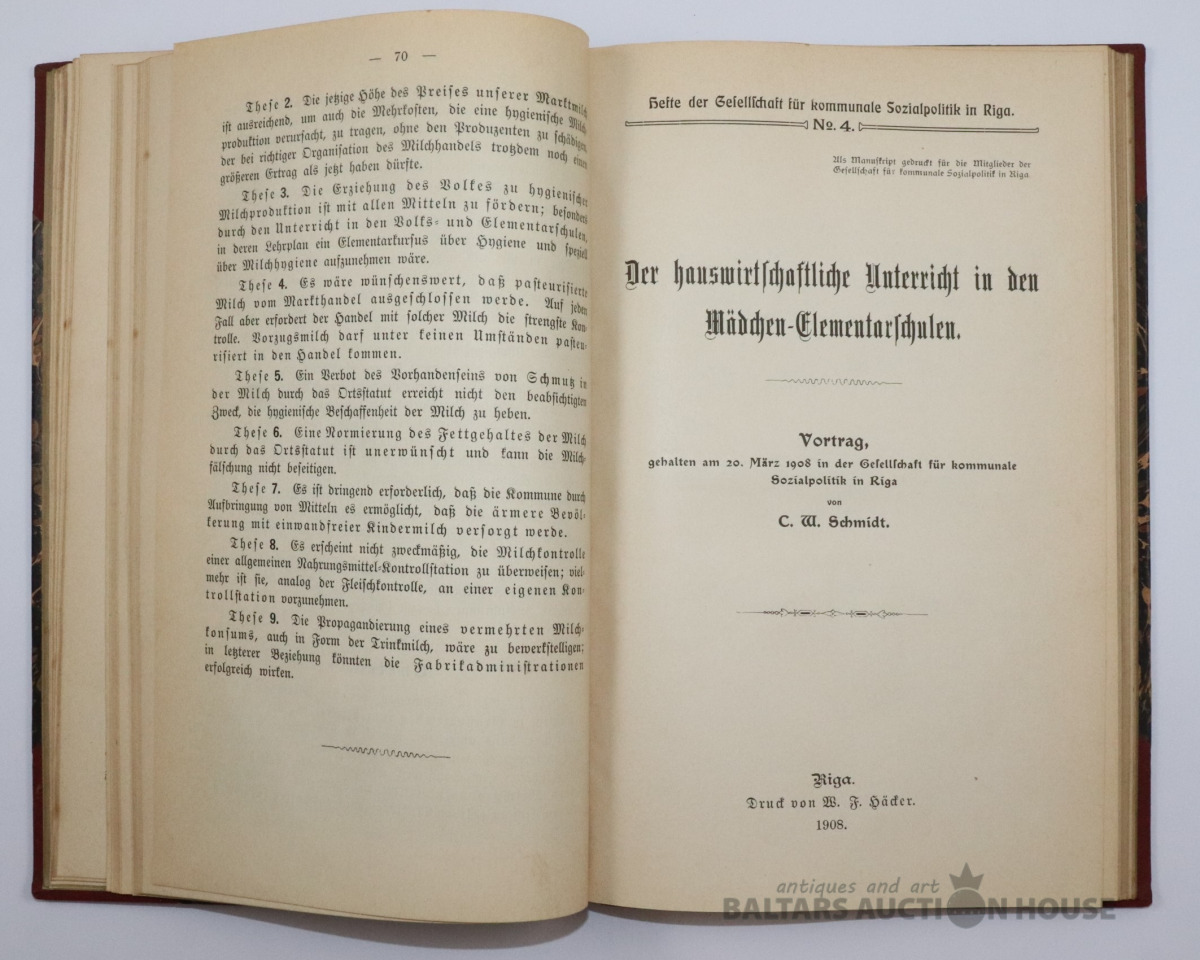 — 70 —
These 2. Die jetzige Höhe des Preises unserer Marktmilch
ist ausreichend, um auch die Mehrkosten, die eine hygienische Milch-
produktion verursacht, zu tragen, ohne den Produzenten zu schädigen,
der bei richtiger Organisation des Milchhandels trotzdem noch einen
größeren Ertrag als jetzt haben dürfte.
These 3. Die Erziehung des Volkes zu hygienischer
Milchproduktion ist mit allen Mitteln zu fördern; besonders
durch den Unterricht in den Volks- und Elementarschulen,
in deren Lehrplan ein Elementarkursus über Hygiene und speziell
über Milchhygiene aufzunehmen wäre.
These 4. Es wäre wünschenswert, daß pasteurisierte
Milch vom Markthandel ausgeschlossen werde. Auf jeden
Fall aber erfordert der Handel mit solcher Milch die strengste Kon-
trolle. Vorzugsmilch darf unter keinen Umständen pasteu-
risiert in den Handel kommen.
These 5. Ein Verbot des Vorhandenseins von Schmutz in
der Milch durch das Ortsstatut erreicht nicht den beabsichtigten
Zweck, die hygienische Beschaffenheit der Milch zu heben.
These 6. Eine Normierung des Fettgehaltes der Milch
durch das Ortsstatut ist unerwünscht und kann die Milch-
fälschung nicht beseitigen.
These 7. Es ist dringend erforderlich, daß die Kommune durch
Aufbringung von Mitteln es ermöglicht, daß die ärmere Bevöl-
kerung mit einwandfreier Kindermilch versorgt werde.
These 8. Es erscheint nicht zweckmäßig, die Milchkontrolle
einer allgemeinen Nahrungsmittel-Kontrollstation zu überweisen; viel-
mehr ist sie, analog der Fleischkontrolle, an einer eigenen Kon-
trollstation vorzunehmen.
These 9. Die Propagandierung eines vermehrten Milch-
konsums, auch in Form der Trinkmilch, wäre zu bewerkstelligen;
in letzterer Beziehung könnten die Fabrikadministrationen
erfolgreich wirken.
Hefte der Gesellschaft für kommunale Sozialpolitik in Riga.
No. 4.
Als Manuskript gedruckt für die Mitglieder der
Gesellschaft für kommunale Sozialpolitik in Riga.
Der hauswirtschaftliche Unterricht in den
Mädchen-Elementarschulen.
Vortrag,
gehalten am 20. März 1908 in der Gesellschaft für kommunale
Sozialpolitik in Riga
von
C. W. Schmidt.
Riga.
Druck von W. F. Häcker.
1908.
antiques and art
BALTARS AUCTION HOUSE